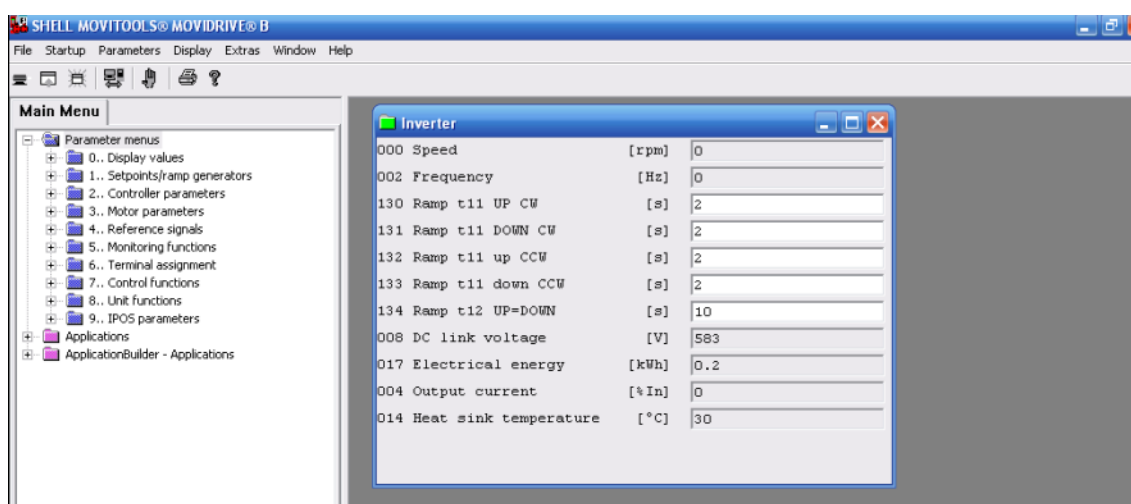 SHELL MOVITOOLS® MOVIDRIVE® B
File Startup Parameters Display Extras Window Help
Main Menu
Parameter menus
0.. Display values
1.. Setpoints/ramp generators
2.. Controller parameters
3.. Motor parameters
4.. Reference signals
5.. Monitoring functions
6.. Terminal assignment
7.. Control functions
8.. Unit functions
9.. IPOS parameters
Applications
ApplicationBuilder - Applications
Inverter
000 Speed [rpm] 0
002 Frequency [Hz] 0
130 Ramp t11 UP CW [s] 2
131 Ramp t11 DOWN CW [s] 2
132 Ramp t11 up CCW [s] 2
133 Ramp t11 down CCW [s] 2
134 Ramp t12 UP=DOWN [s] 10
008 DC link voltage [V] 583
017 Electrical energy [kWh] 0.2
004 Output current [%In] 0
014 Heat sink temperature [°C] 30